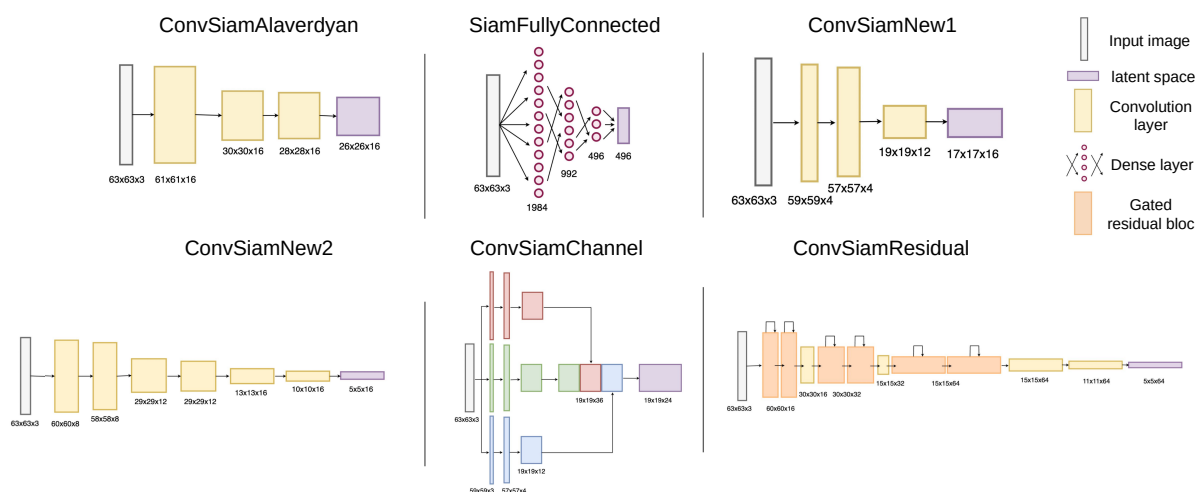 ConvSiamAlaverdyan
63x63x3
61x61x16
30x30x16
28x28x16
26x26x16
SiamFullyConnected
63x63x3
1984
992
496
496
ConvSiamNew1
63x63x3
59x59x4
57x57x4
19x19x12
17x17x16
Input image
latent space
Convolution
layer
Dense layer
Gated
residual bloc
ConvSiamNew2
63x63x3
60x60x8
58x58x8
29x29x12
29x29x12
13x13x16
10x10x16
5x5x16
ConvSiamChannel
63x63x3
59x59x3
57x57x4
19x19x12
19x19x36
19x19x24
ConvSiamResidual
63x63x3
60x60x16
30x30x16
30x30x32
15x15x32
15x15x64
15x15x64
11x11x64
5x5x64